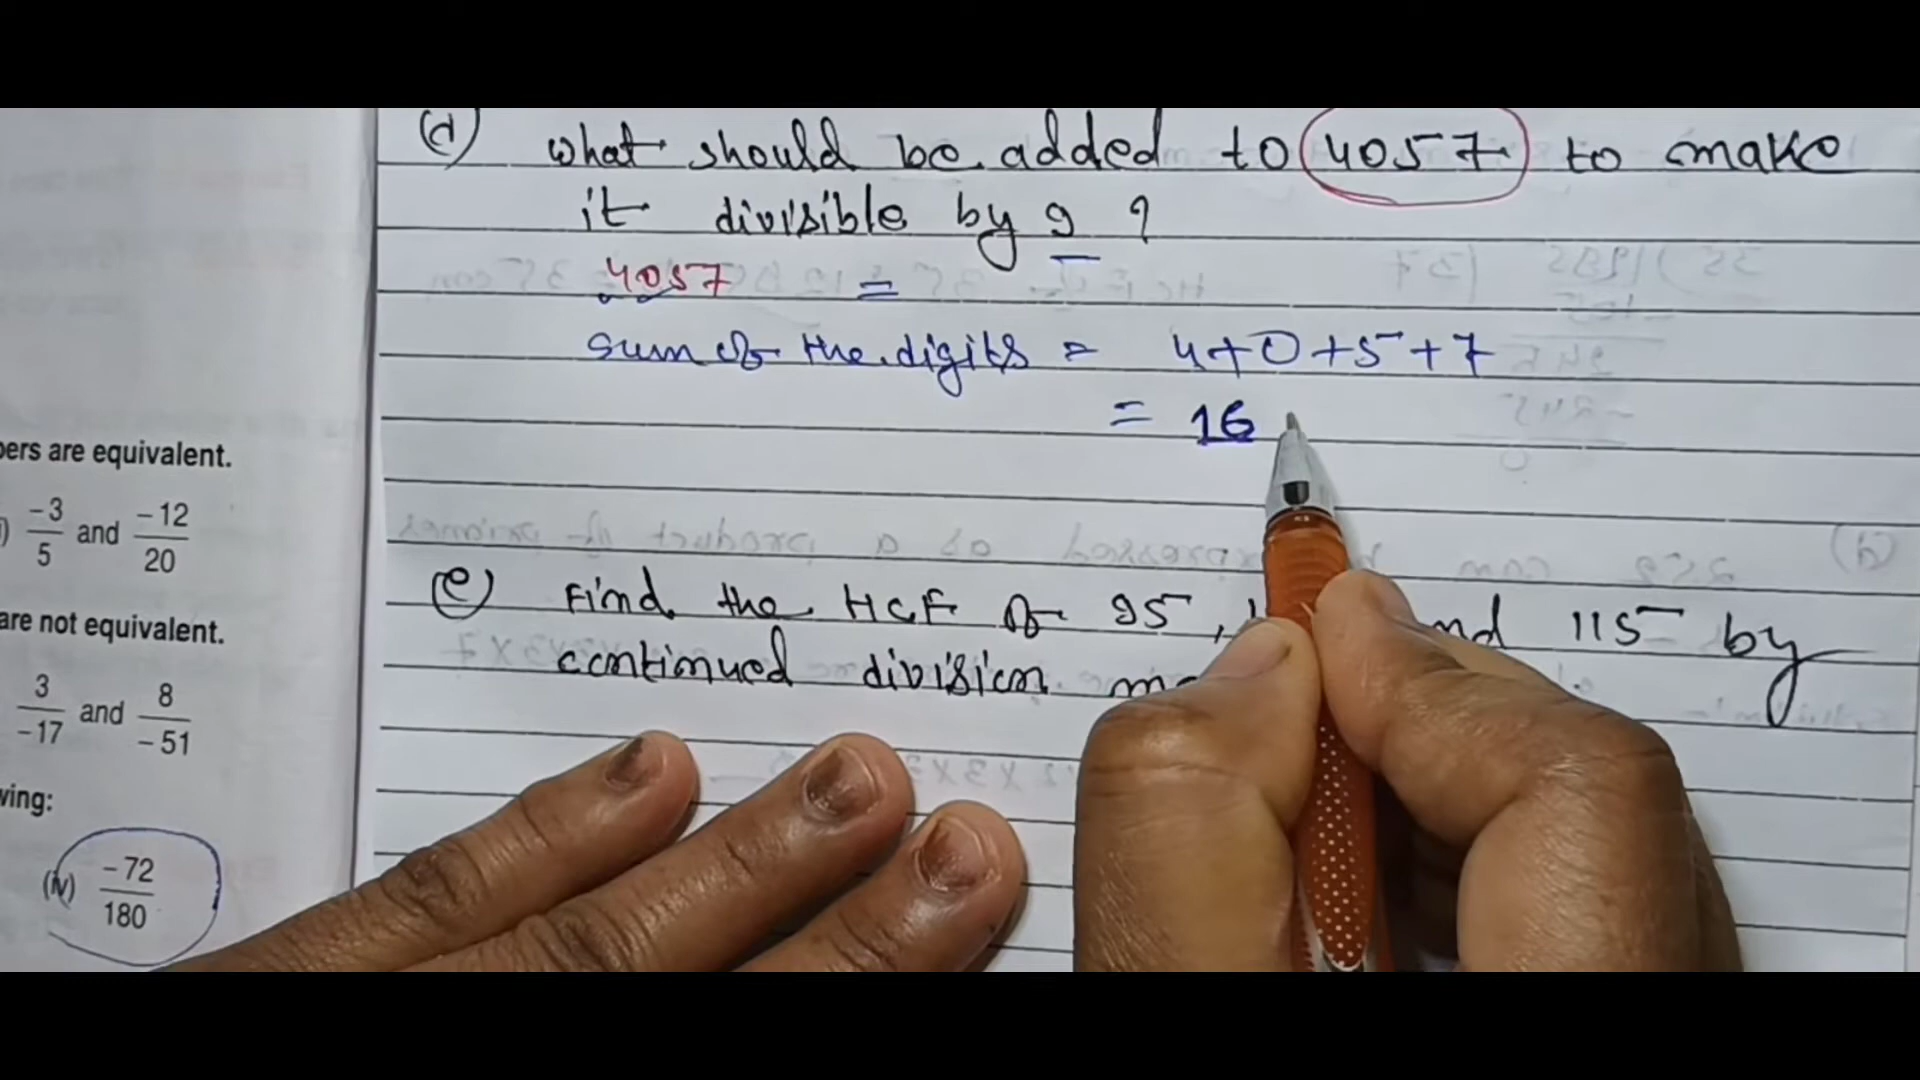 (d) What should be added to 4057 to make
it divisible by 9 ?
4057 =
sum of the digits = 4+0+5+7
= 16
(e) Find the HCF of 95, and 115 by
continued division
bers are equivalent.
-3/5 and -12/20
are not equivalent.
3/-17 and 8/-51
wing:
(iv) -72/180